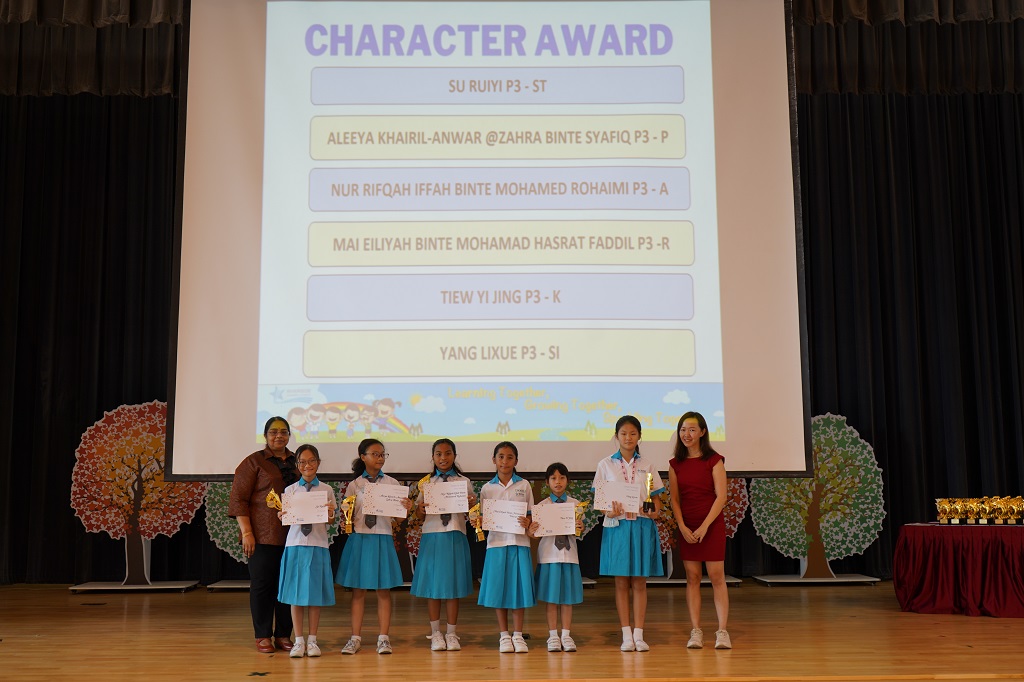 CHARACTER AWARD
SU RUIYI P3 - ST
ALEEYA KHAIRIL-ANWAR @ZAHRA BINTE SYAFIQ P3 - P
NUR RIFQAH IFFAH BINTE MOHAMED ROHAIMI P3 - A
MAI EILIYAH BINTE MOHAMAD HASRAT FADDIL P3 -R
TIEW YI JING P3 - K
YANG LIXUE P3 - SI
Learning Together,
Growing Together,
Together